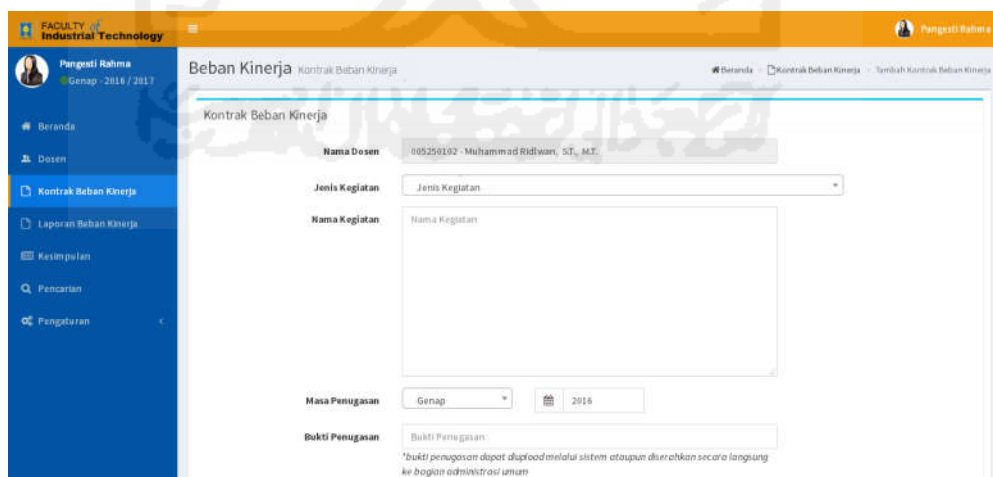 FACULTY of
Industrial Technology
Pangesti Rahma
Pangesti Rahma
Genap - 2016 / 2017
Beranda
Dosen
Kontrak Beban Kinerja
Laporan Beban Kinerja
Kesimpulan
Pencarian
Pengaturan
Beban Kinerja Kontrak Beban Kinerja
Beranda Kontrak Beban Kinerja Tambah Kontrak Beban Kinerja
Kontrak Beban Kinerja
Nama Dosen 005250102 - Muhammad Ridlwan, S.T., M.T.
Jenis Kegiatan Jenis Kegiatan
Nama Kegiatan Nama Kegiatan
Masa Penugasan Genap 2016
Bukti Penugasan Bukti Penugasan
*bukti penugasan dapat diupload melalui sistem ataupun diserahkan secara langsung
ke bagian administrasi umum